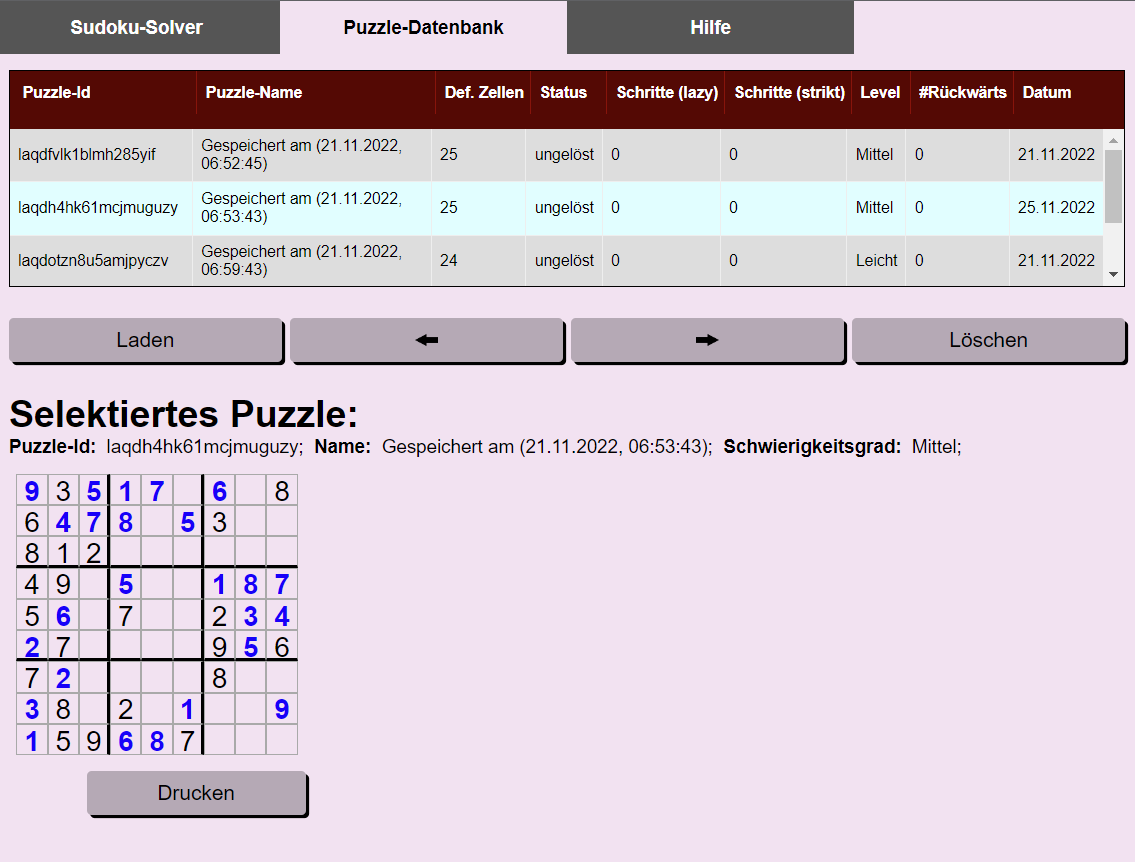 Sudoku-Solver Puzzle-Datenbank Hilfe
Puzzle-Id Puzzle-Name Def. Zellen Status Schritte (lazy) Schritte (strikt) Level #Rückwärts Datum
laqdfvlk1blmh285yif Gespeichert am (21.11.2022, 06:52:45) 25 ungelöst 0 0 Mittel 0 21.11.2022
laqdh4hk61mcjmuguzy Gespeichert am (21.11.2022, 06:53:43) 25 ungelöst 0 0 Mittel 0 25.11.2022
laqdotzn8u5amjpyczv Gespeichert am (21.11.2022, 06:59:43) 24 ungelöst 0 0 Leicht 0 21.11.2022
Laden ← → Löschen
Selektiertes Puzzle:
Puzzle-Id: laqdh4hk61mcjmuguzy; Name: Gespeichert am (21.11.2022, 06:53:43); Schwierigkeitsgrad: Mittel;
9 3 5 1 7 6 8
6 4 7 8 5 3
8 1 2
4 9 5 1 8 7
5 6 7 2 3 4
2 7 9 5 6
7 2 8
3 8 2 1 9
1 5 9 6 8 7
Drucken